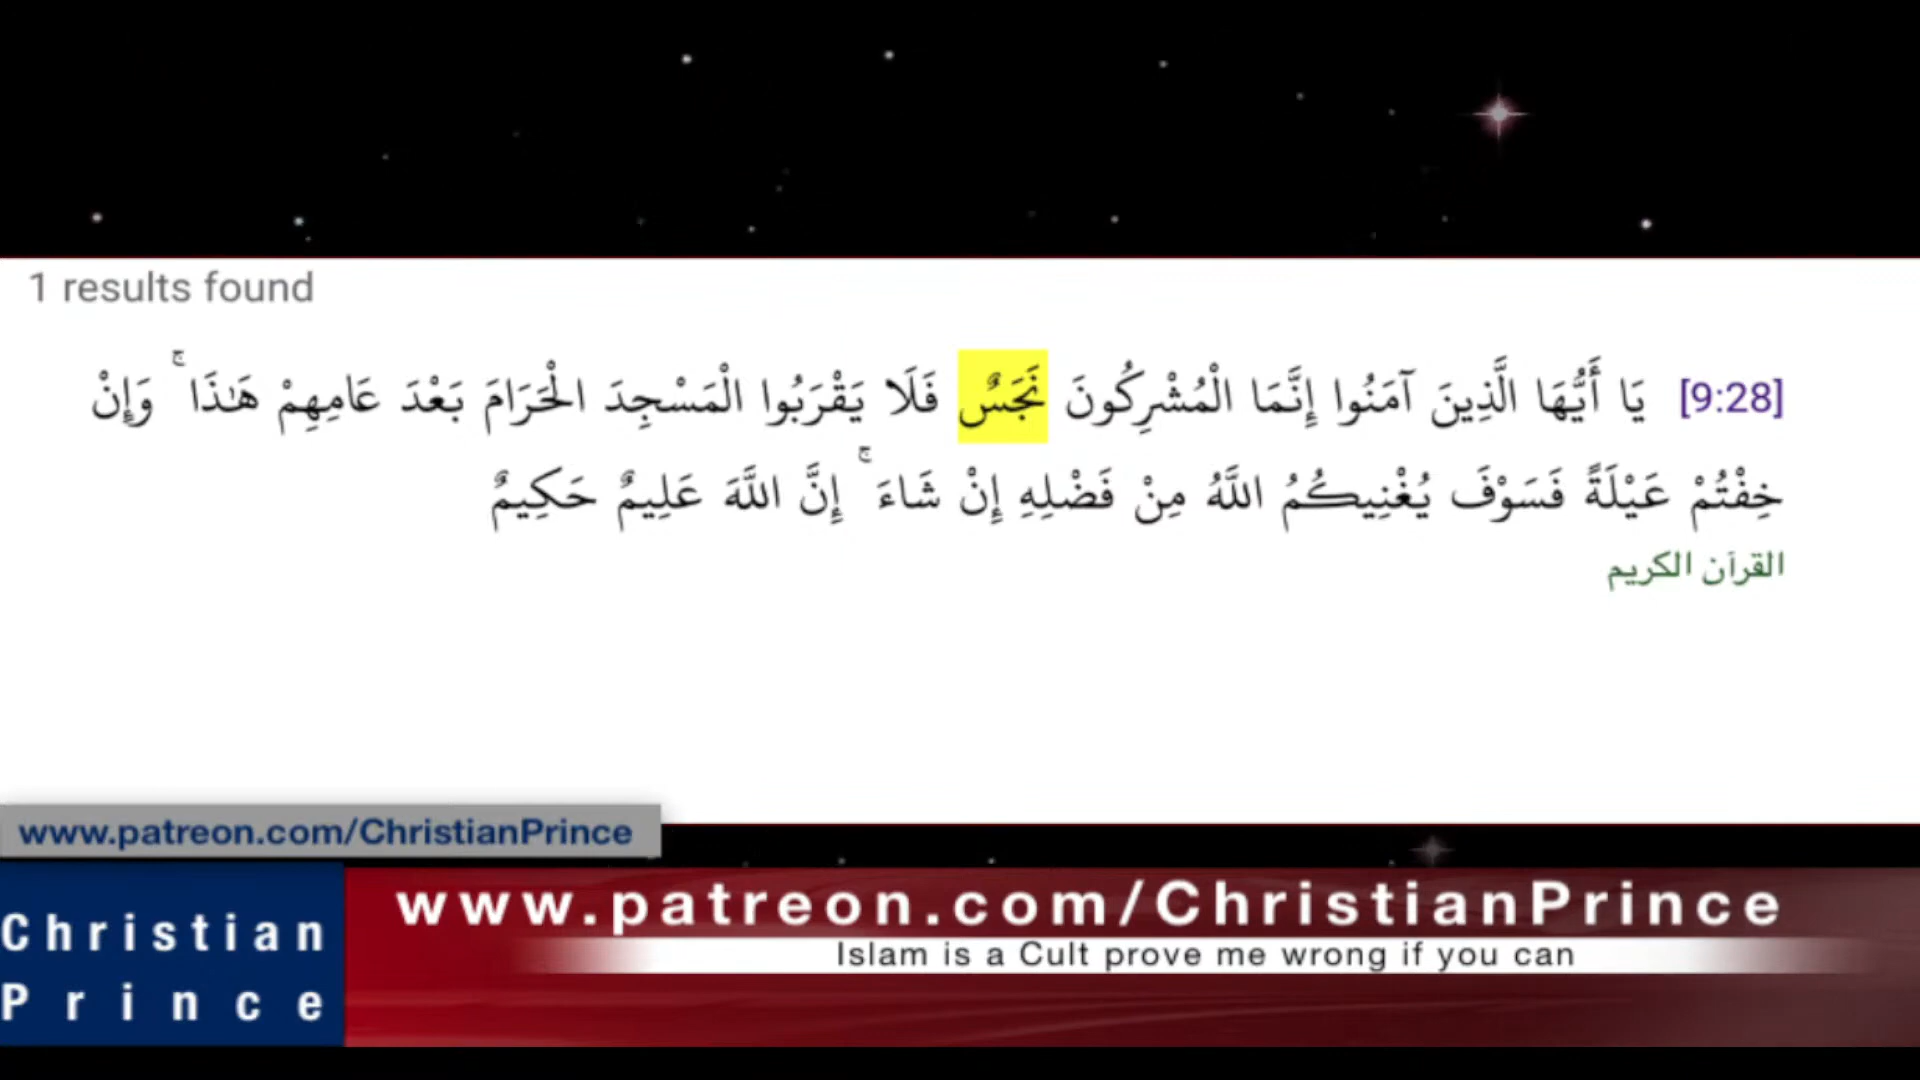 1 results found
[9:28] يَا أَيُّهَا الَّذِينَ آمَنُوا إِنَّمَا الْمُشْرِكُونَ نَجَسٌ فَلَا يَقْرَبُوا الْمَسْجِدَ الْحَرَامَ بَعْدَ عَامِهِمْ هَـٰذَا ۚ وَإِنْ
خِفْتُمْ عَيْلَةً فَسَوْفَ يُغْنِيكُمُ اللَّهُ مِنْ فَضْلِهِ إِنْ شَاءَ ۚ إِنَّ اللَّهَ عَلِيمٌ حَكِيمٌ
القرآن الكريم
www.patreon.com/ChristianPrince
Christian
Prince
www.patreon.com/ChristianPrince
Islam is a Cult prove me wrong if you can